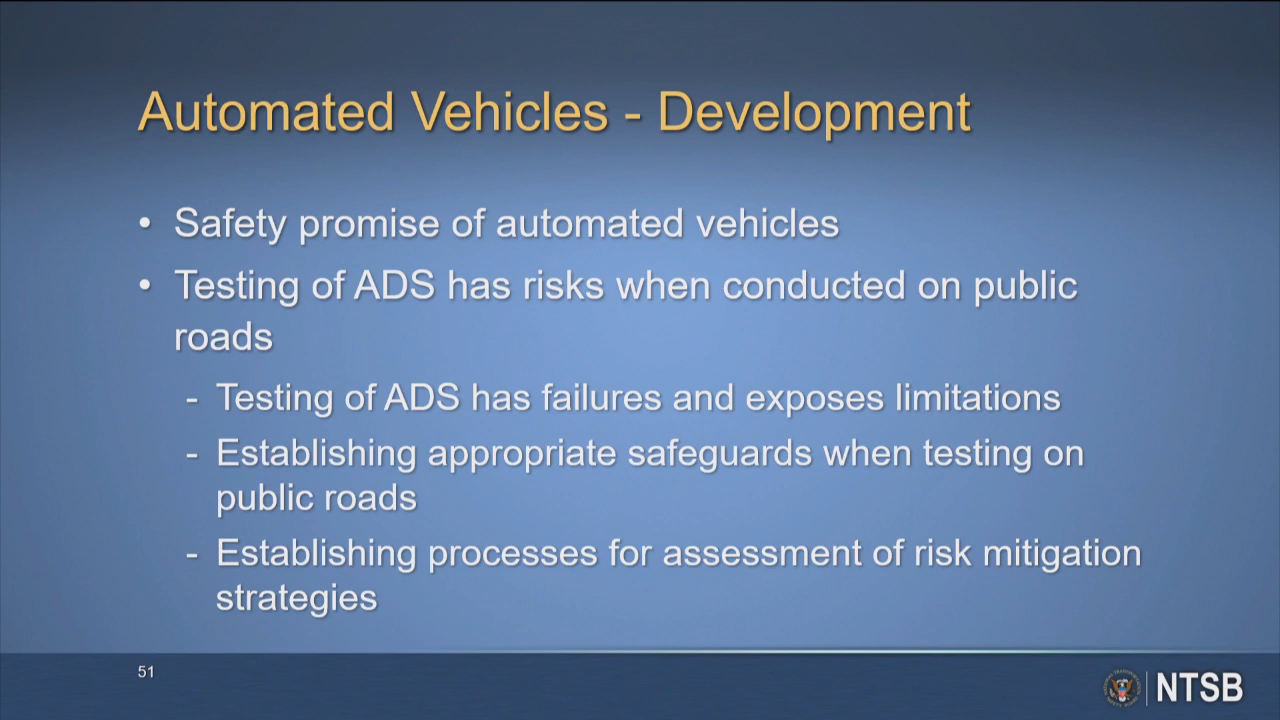 Automated Vehicles - Development
• Safety promise of automated vehicles
• Testing of ADS has risks when conducted on public
roads
- Testing of ADS has failures and exposes limitations
- Establishing appropriate safeguards when testing on
public roads
- Establishing processes for assessment of risk mitigation
strategies
51
NTSB